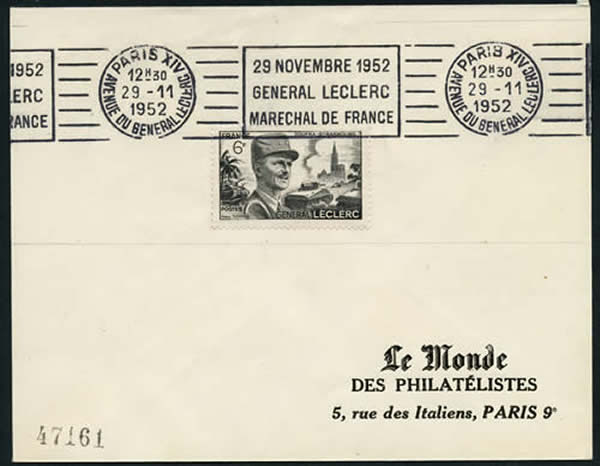 1952
LERC
RANCE
PARIS XIV
12H30
29-11
1952
AVENUE DU GENERAL LECLERC
29 NOVEMBRE 1952
GENERAL LECLERC
MARECHAL DE FRANCE
PARIS XIV
12H30
29-11
1952
AVENUE DU GENERAL LECLERC
FRANCE
6F
POSTES
GENERAL LECLERC
Le Monde
DES PHILATÉLISTES
5, rue des Italiens, PARIS 9e
47161